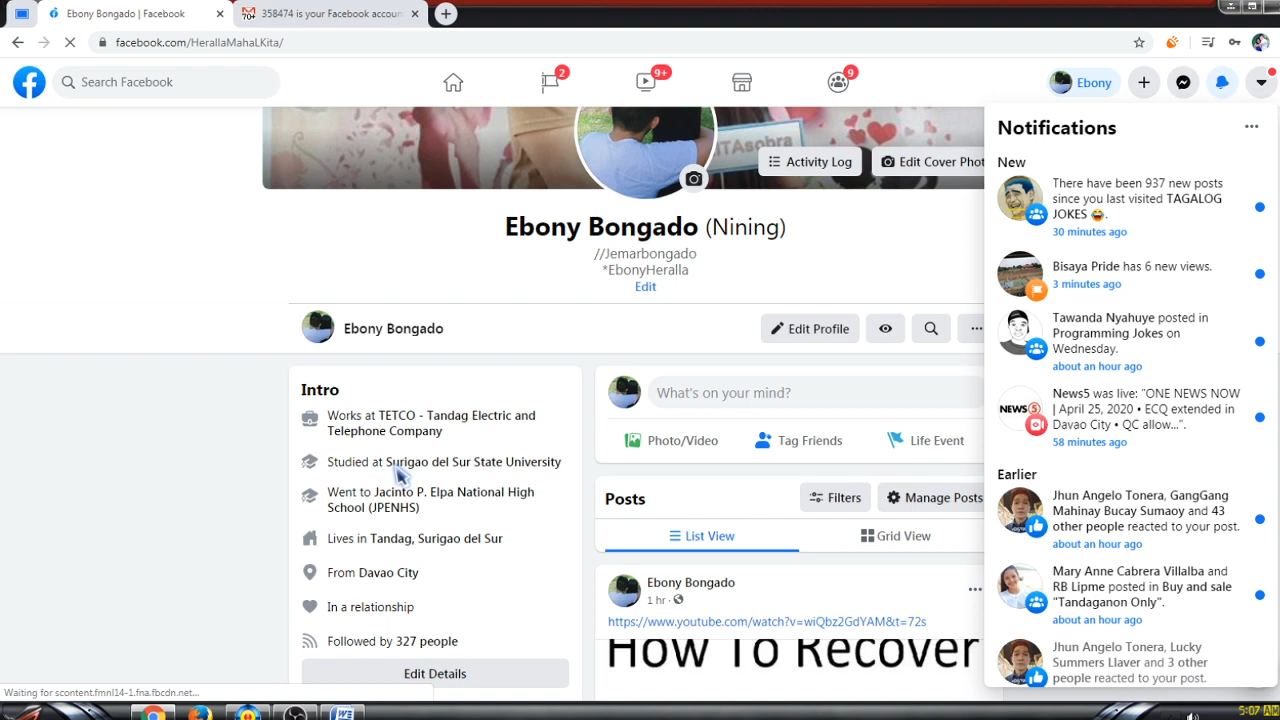 Ebony Bongado | Facebook
70+
358474 is your Facebook accoun
facebook.com/HerallaMahaLKita/
Search Facebook
2
9+
9
Ebony
ITAsobra
Activity Log
Edit Cover Phot
Ebony Bongado (Nining)
//Jemarbongado
*EbonyHeralla
Edit
Ebony Bongado
Edit Profile
Intro
Works at TETCO - Tandag Electric and
Telephone Company
Studied at Surigao del Sur State University
Went to Jacinto P. Elpa National High
School (JPENHS)
Lives in Tandag, Surigao del Sur
From Davao City
In a relationship
Followed by 327 people
Edit Details
What's on your mind?
Photo/Video
Tag Friends
Life Event
Posts
Filters
Manage Posts
List View
Grid View
Ebony Bongado
1 hr ·
https://www.youtube.com/watch?v=wiQbz2GdYAM&t=72s
How To Recover
Notifications
New
There have been 937 new posts
since you last visited TAGALOG
JOKES 😂.
30 minutes ago
Bisaya Pride has 6 new views.
3 minutes ago
Tawanda Nyahuye posted in
Programming Jokes on
Wednesday.
about an hour ago
NEWS5
News5 was live: "ONE NEWS NOW
| April 25, 2020 • ECQ extended in
Davao City • QC allow...".
58 minutes ago
Earlier
Jhun Angelo Tonera, GangGang
Mahinay Bucay Sumaoy and 43
other people reacted to your post.
about an hour ago
Mary Anne Cabrera Villalba and
RB Lipme posted in Buy and sale
"Tandaganon Only".
about an hour ago
Jhun Angelo Tonera, Lucky
Summers Llaver and 3 other
people reacted to your post.
Waiting for scontent.fmnl14-1.fna.fbcdn.net...
5:07 AM